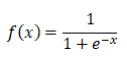 f(x) = 1 / (1 + e^{-x})